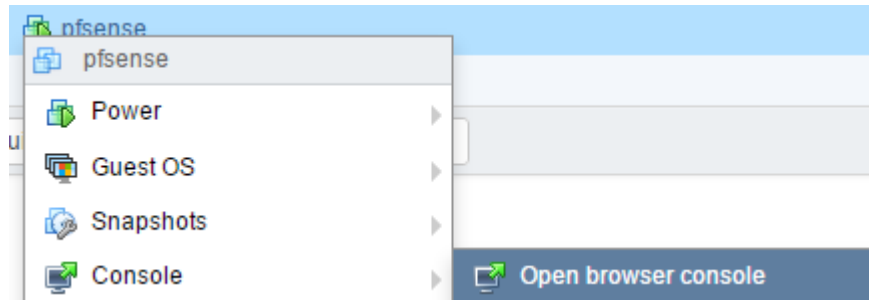 pfsense
pfsense
Power
u
Guest OS
Snapshots
Console
Open browser console